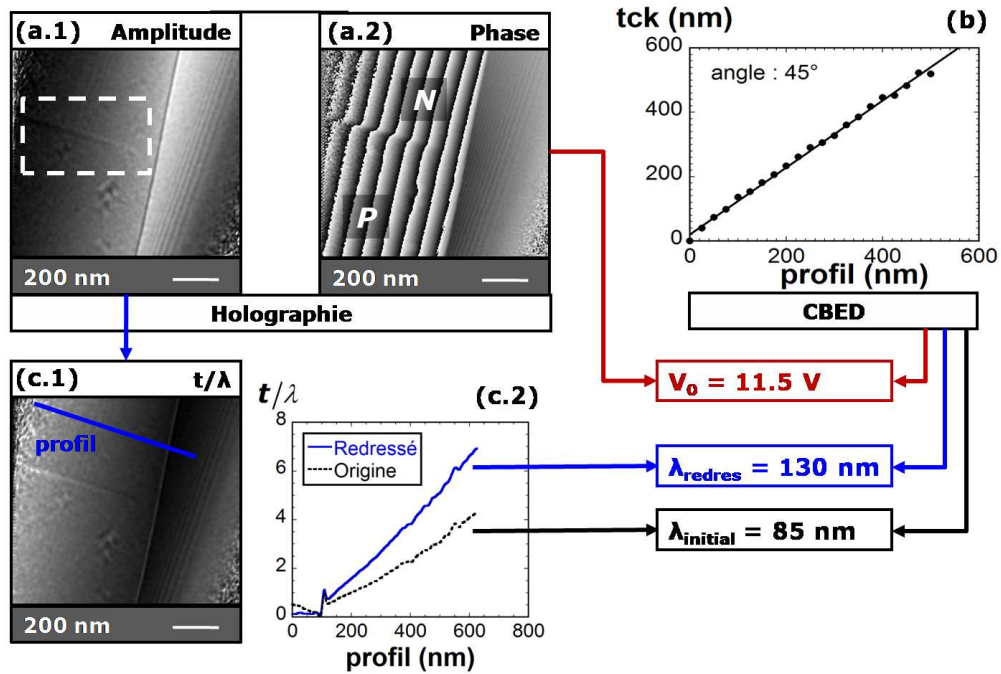 (a.1) Amplitude
200 nm
(a.2) Phase
N
P
200 nm
Holographie
tck (nm)
(b)
angle : 45°
600
400
200
0
0 200 400 600
profil (nm)
CBED
V₀ = 11.5 V
λredres = 130 nm
λinitial = 85 nm
(c.1) t/λ
profil
200 nm
t/λ
(c.2)
Redressé
Origine
8
6
4
2
0
0 200 400 600 800
profil (nm)